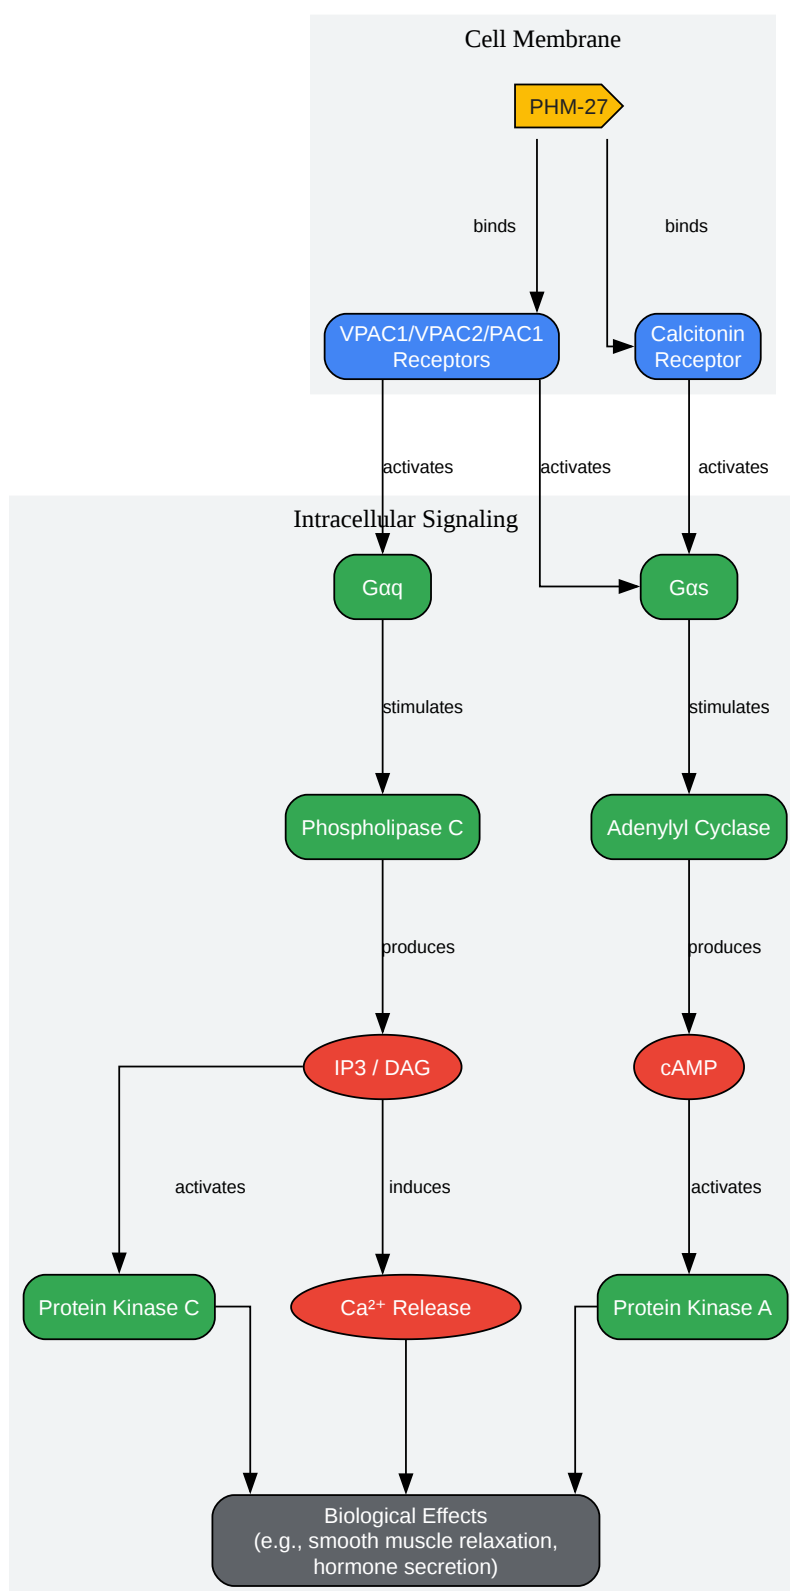 Cell Membrane
PHM-27
binds
binds
VPAC1/VPAC2/PAC1
Receptors
Calcitonin
Receptor
activates
activates
activates
Intracellular Signaling
Gαq
Gαs
stimulates
stimulates
Phospholipase C
Adenylyl Cyclase
produces
produces
IP3 / DAG
cAMP
activates
induces
activates
Protein Kinase C
Ca²⁺ Release
Protein Kinase A
Biological Effects
(e.g., smooth muscle relaxation,
hormone secretion)